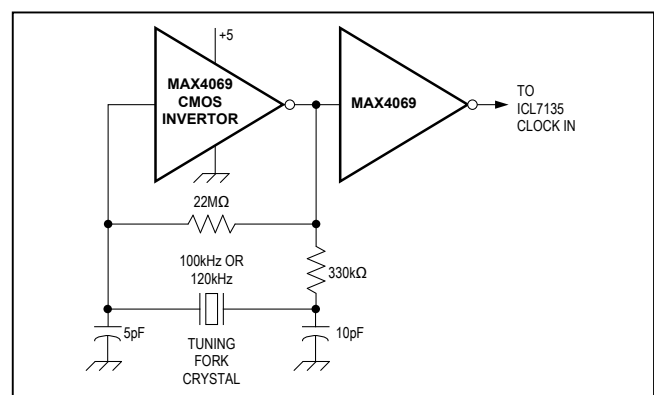 +5
MAX4069
CMOS
INVERTOR
MAX4069
TO
ICL7135
CLOCK IN
22MΩ
100kHz OR
120kHz
330kΩ
5pF
10pF
TUNING
FORK
CRYSTAL